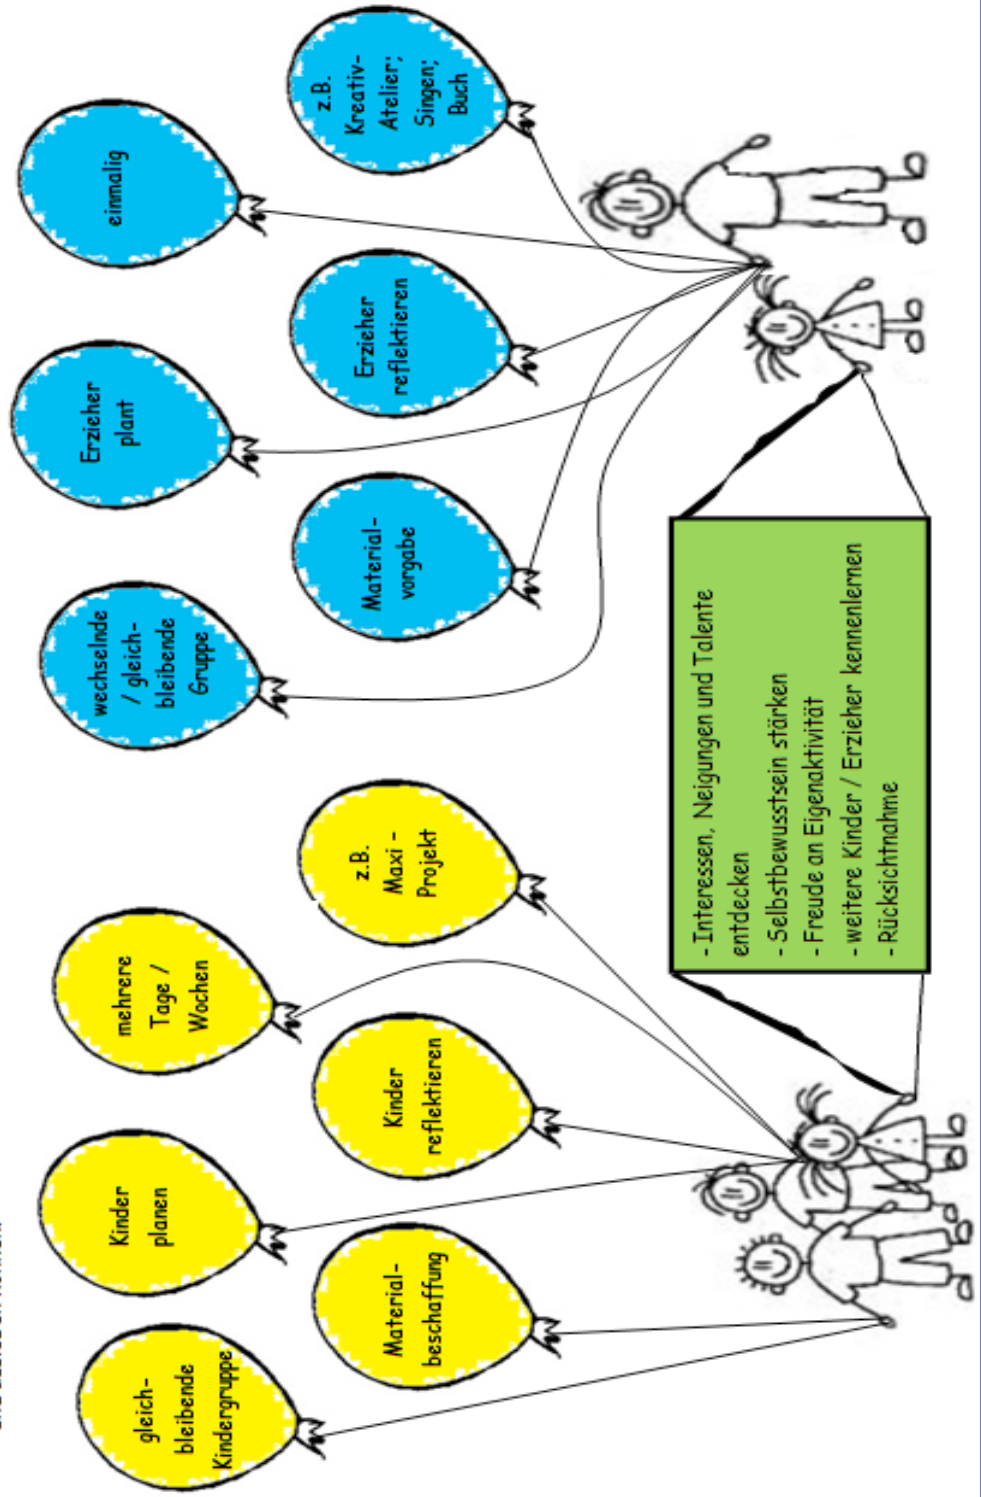 gleich-
bleibende
Kindergruppe
Kinder
planen
mehrere
Tage /
Wochen
Material-
beschaffung
Kinder
reflektieren
z.B.
Maxi -
Projekt
wechselnde
/ gleich-
bleibende
Gruppe
Erzieher
plant
einmalig
Material-
vorgabe
Erzieher
reflektieren
z.B.
Kreativ-
Atelier;
Singen;
Buch
- Interessen, Neigungen und Talente
entdecken
- Selbstbewusstsein stärken
- Freude an Eigenaktivität
- weitere Kinder / Erzieher kennenlernen
- Rücksichtnahme